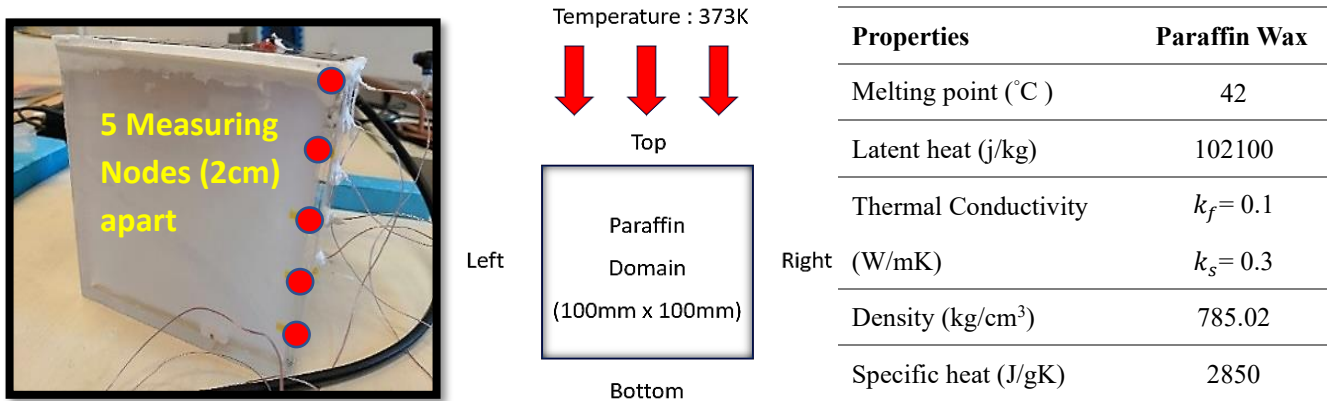 5 Measuring
Nodes (2cm)
apart
Temperature : 373K
Top
Left
Paraffin
Domain
(100mm x 100mm)
Right
Bottom
Properties Paraffin Wax
Melting point (°C ) 42
Latent heat (j/kg) 102100
Thermal Conductivity k_f= 0.1
(W/mK) k_s= 0.3
Density (kg/cm³) 785.02
Specific heat (J/gK) 2850